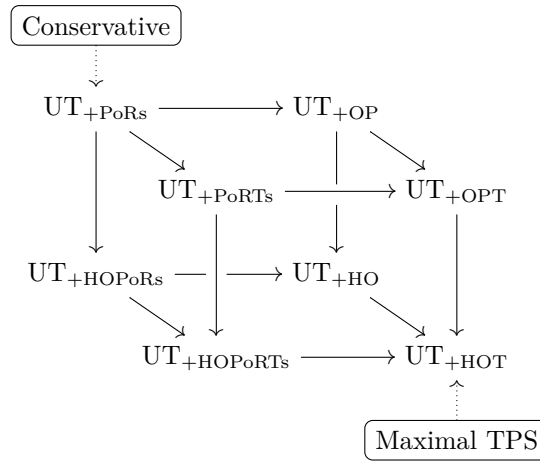 Conservative
UT+PoRs
UT+OP
UT+PoRTs
UT+OPT
UT+HOPoRs
UT+HO
UT+HOPoRTs
UT+HOT
Maximal TPS